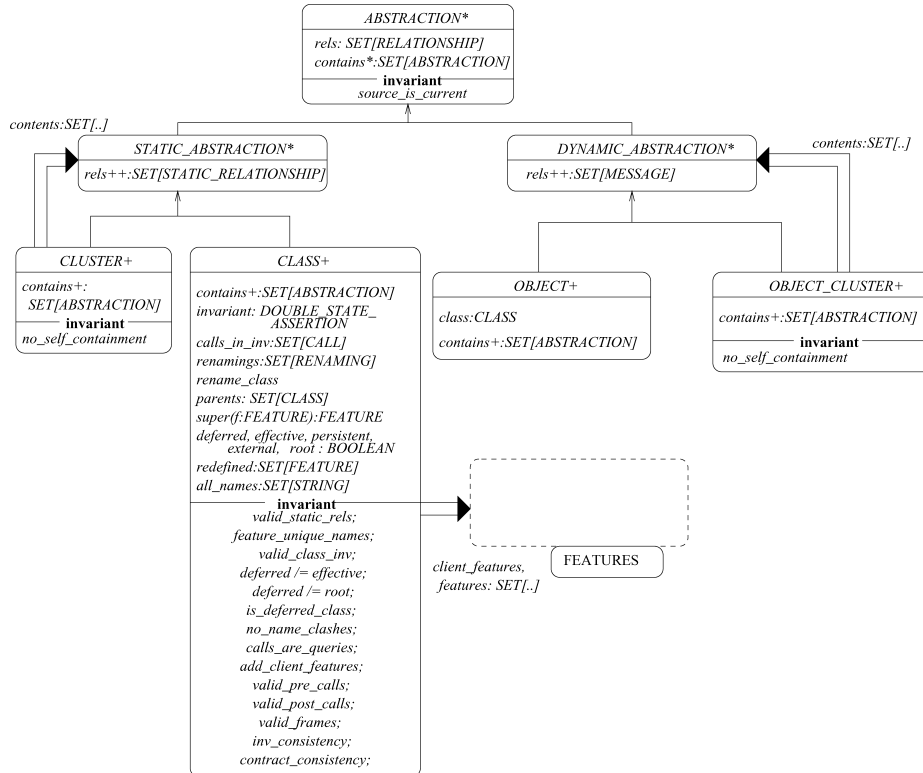 ABSTRACTION*
rels: SET[RELATIONSHIP]
contains*:SET[ABSTRACTION]
invariant
source_is_current
contents:SET[..]
STATIC_ABSTRACTION*
rels++:SET[STATIC_RELATIONSHIP]
DYNAMIC_ABSTRACTION*
rels++:SET[MESSAGE]
contents:SET[..]
CLUSTER+
contains+:
SET[ABSTRACTION]
invariant
no_self_containment
CLASS+
contains+:SET[ABSTRACTION]
invariant: DOUBLE_STATE_
ASSERTION
calls_in_inv:SET[CALL]
renamings:SET[RENAMING]
rename_class
parents: SET[CLASS]
super(f:FEATURE):FEATURE
deferred, effective, persistent,
external, root : BOOLEAN
redefined:SET[FEATURE]
all_names:SET[STRING]
invariant
valid_static_rels;
feature_unique_names;
valid_class_inv;
deferred /= effective;
deferred /= root;
is_deferred_class;
no_name_clashes;
calls_are_queries;
add_client_features;
valid_pre_calls;
valid_post_calls;
valid_frames;
inv_consistency;
contract_consistency;
OBJECT+
class:CLASS
contains+:SET[ABSTRACTION]
OBJECT_CLUSTER+
contains+:SET[ABSTRACTION]
invariant
no_self_containment
FEATURES
client_features,
features: SET[..]